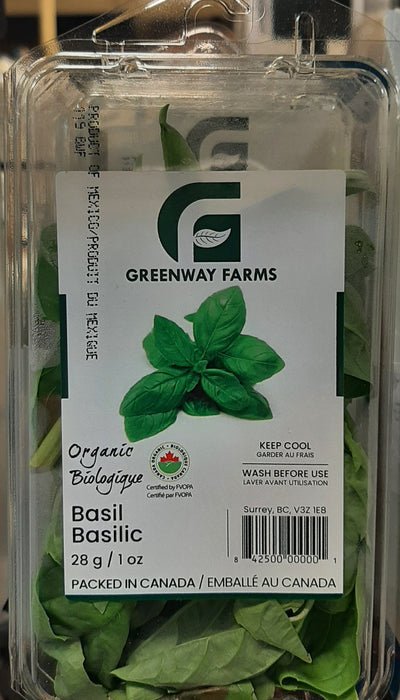 PRODUCT OF MEXICO/PRODUIT DU MEXIQUE
GREENWAY FARMS
Organic
Biologique
CANADA ORGANIC • BIOLOGIQUE CANADA
Certified by FVOPA
Certifié par FVOPA
KEEP COOL
GARDER AU FRAIS
WASH BEFORE USE
LAVER AVANT UTILISATION
Basil
Basilic
28 g / 1 oz
Surrey, BC, V3Z 1E8
8 42500 00000 1
PACKED IN CANADA / EMBALLÉ AU CANADA